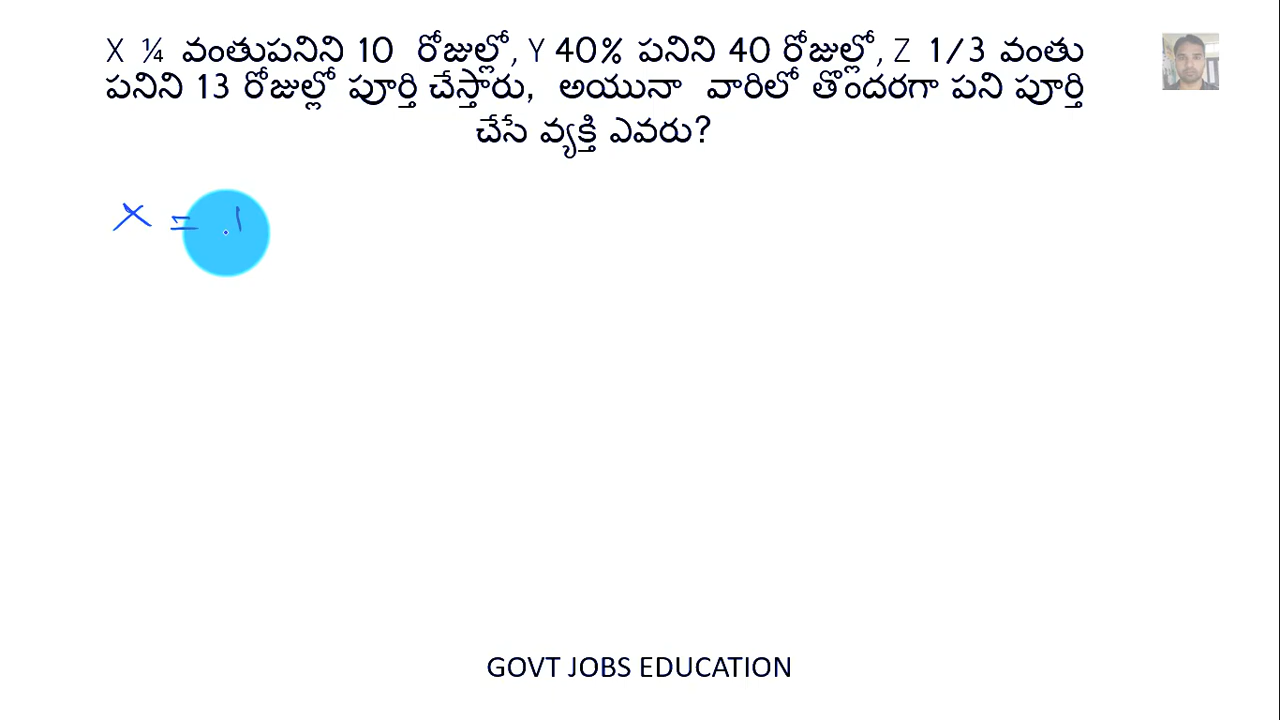 X ¼ వంతుపనిని 10 రోజుల్లో, Y 40% పనిని 40 రోజుల్లో, Z 1/3 వంతు
పనిని 13 రోజుల్లో పూర్తి చేస్తారు, అయునా వారిలో తొందరగా పని పూర్తి
చేసే వ్యక్తి ఎవరు?
X = 1
GOVT JOBS EDUCATION